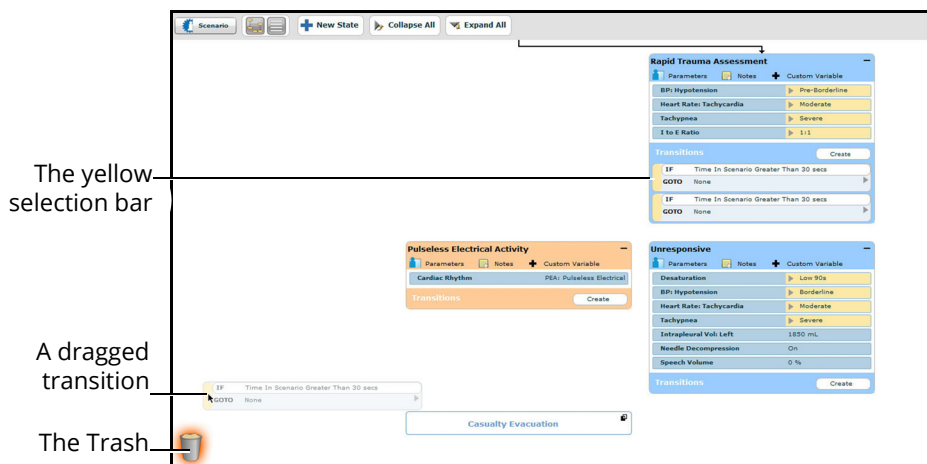 Scenario New State Collapse All Expand All
Rapid Trauma Assessment
Parameters Notes Custom Variable
BP: Hypotension Pre-Borderline
Heart Rate: Tachycardia Moderate
Tachypnea Severe
I to E Ratio 1:1
Transitions Create
The yellow
selection bar
IF Time In Scenario Greater Than 30 secs
GOTO None
IF Time In Scenario Greater Than 30 secs
GOTO None
Pulseless Electrical Activity
Parameters Notes Custom Variable
Cardiac Rhythm PEA: Pulseless Electrical
Transitions Create
Unresponsive
Parameters Notes Custom Variable
Desaturation Low 90s
BP: Hypotension Borderline
Heart Rate: Tachycardia Moderate
Tachypnea Severe
Intrapleural Vol: Left 1850 mL
Needle Decompression On
Speech Volume 0 %
Transitions Create
A dragged
transition
IF Time In Scenario Greater Than 30 secs
GOTO None
Casualty Evacuation
The Trash